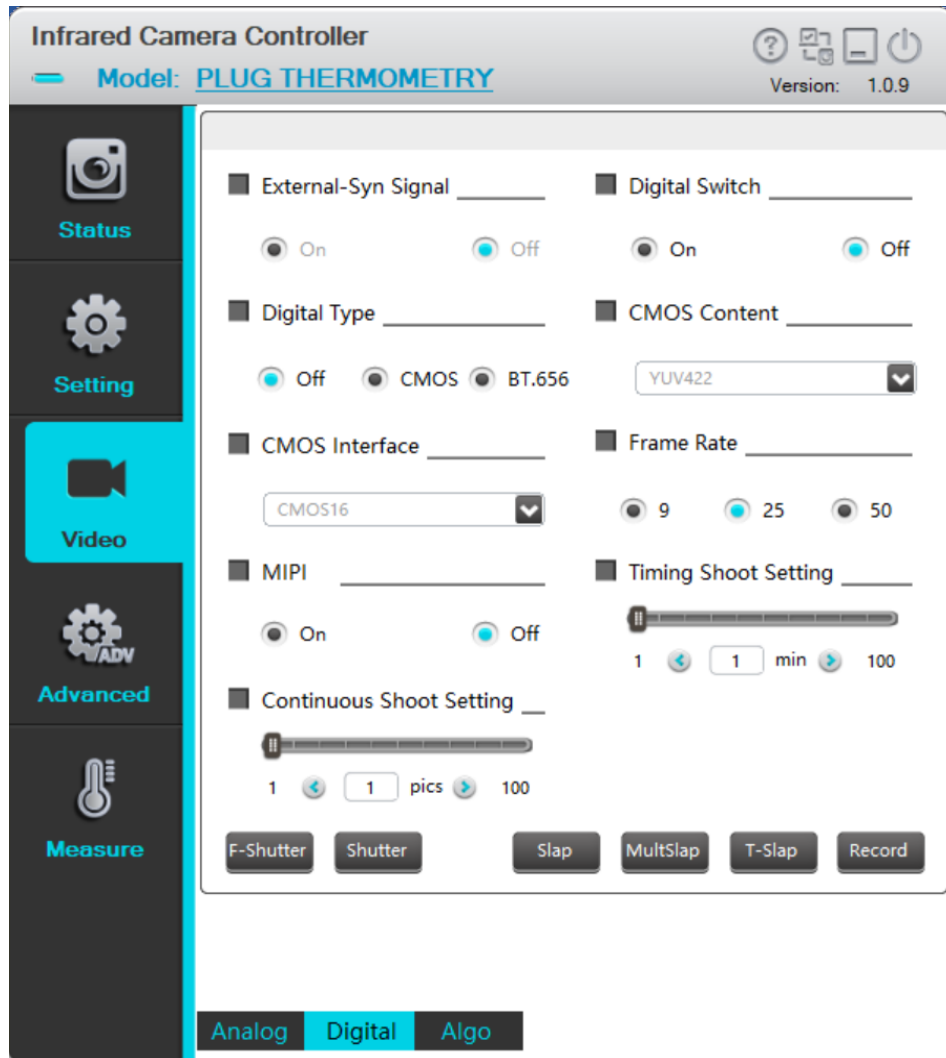 Infrared Camera Controller
Model: PLUG THERMOMETRY
Version: 1.0.9
Status
Setting
Video
ADV
Advanced
Measure
External-Syn Signal
On Off
Digital Switch
On Off
Digital Type
Off CMOS BT.656
CMOS Content
YUV422
CMOS Interface
CMOS16
Frame Rate
9 25 50
MIPI
On Off
Timing Shoot Setting
1 1 min 100
Continuous Shoot Setting
1 1 pics 100
F-Shutter Shutter Slap MultSlap T-Slap Record
Analog Digital Algo